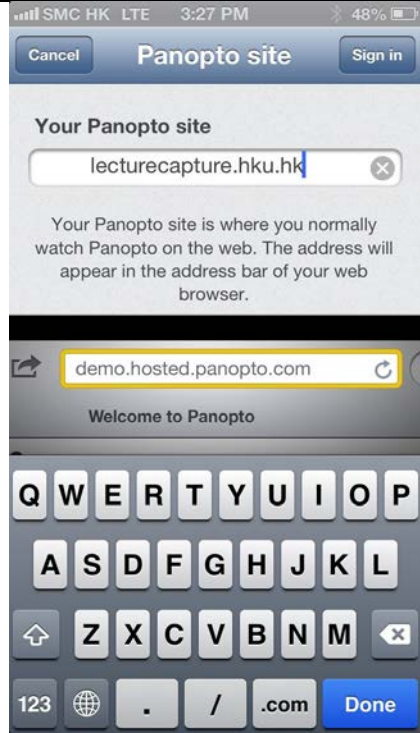 SMC HK LTE 3:27 PM 48%
Cancel Panopto site Sign in
Your Panopto site
lecturecapture.hku.hk
Your Panopto site is where you normally
watch Panopto on the web. The address will
appear in the address bar of your web
browser.
demo.hosted.panopto.com
Welcome to Panopto
Q W E R T Y U I O P
A S D F G H J K L
Z X C V B N M
123 . / .com Done